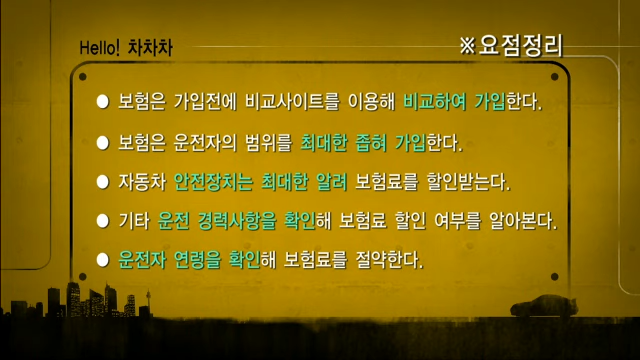 Hello! 차차차
※요점정리
● 보험은 가입전에 비교사이트를 이용해 비교하여 가입한다.
● 보험은 운전자의 범위를 최대한 좁혀 가입한다.
● 자동차 안전장치는 최대한 알려 보험료를 할인받는다.
● 기타 운전 경력사항을 확인해 보험료 할인 여부를 알아본다.
● 운전자 연령을 확인해 보험료를 절약한다.